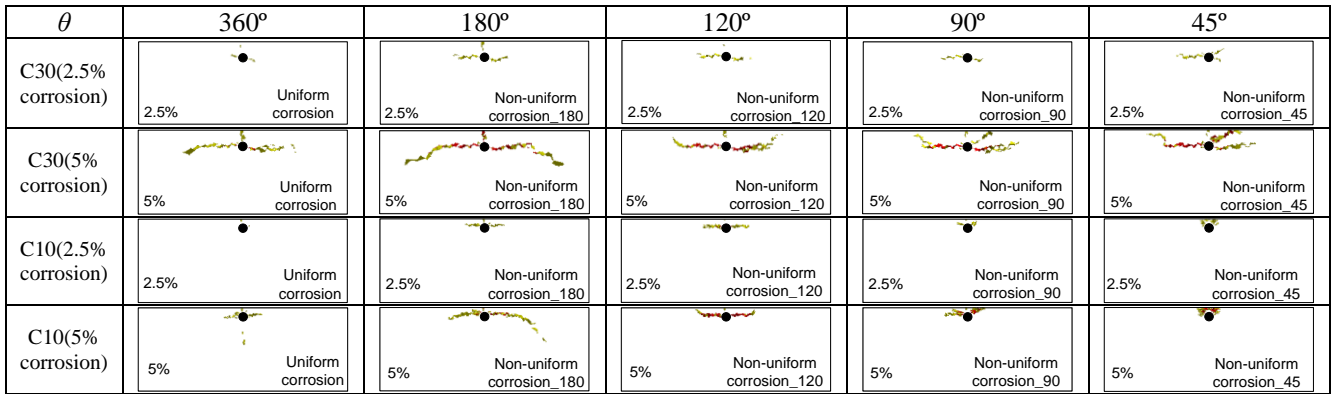 θ 360º 180º 120º 90º 45º
C30(2.5%
corrosion)
2.5% Uniform
corrosion
2.5% Non-uniform
corrosion_180
2.5% Non-uniform
corrosion_120
2.5% Non-uniform
corrosion_90
2.5% Non-uniform
corrosion_45
C30(5%
corrosion)
5% Uniform
corrosion
5% Non-uniform
corrosion_180
5% Non-uniform
corrosion_120
5% Non-uniform
corrosion_90
5% Non-uniform
corrosion_45
C10(2.5%
corrosion)
2.5% Uniform
corrosion
2.5% Non-uniform
corrosion_180
2.5% Non-uniform
corrosion_120
2.5% Non-uniform
corrosion_90
2.5% Non-uniform
corrosion_45
C10(5%
corrosion)
5% Uniform
corrosion
5% Non-uniform
corrosion_180
5% Non-uniform
corrosion_120
5% Non-uniform
corrosion_90
5% Non-uniform
corrosion_45